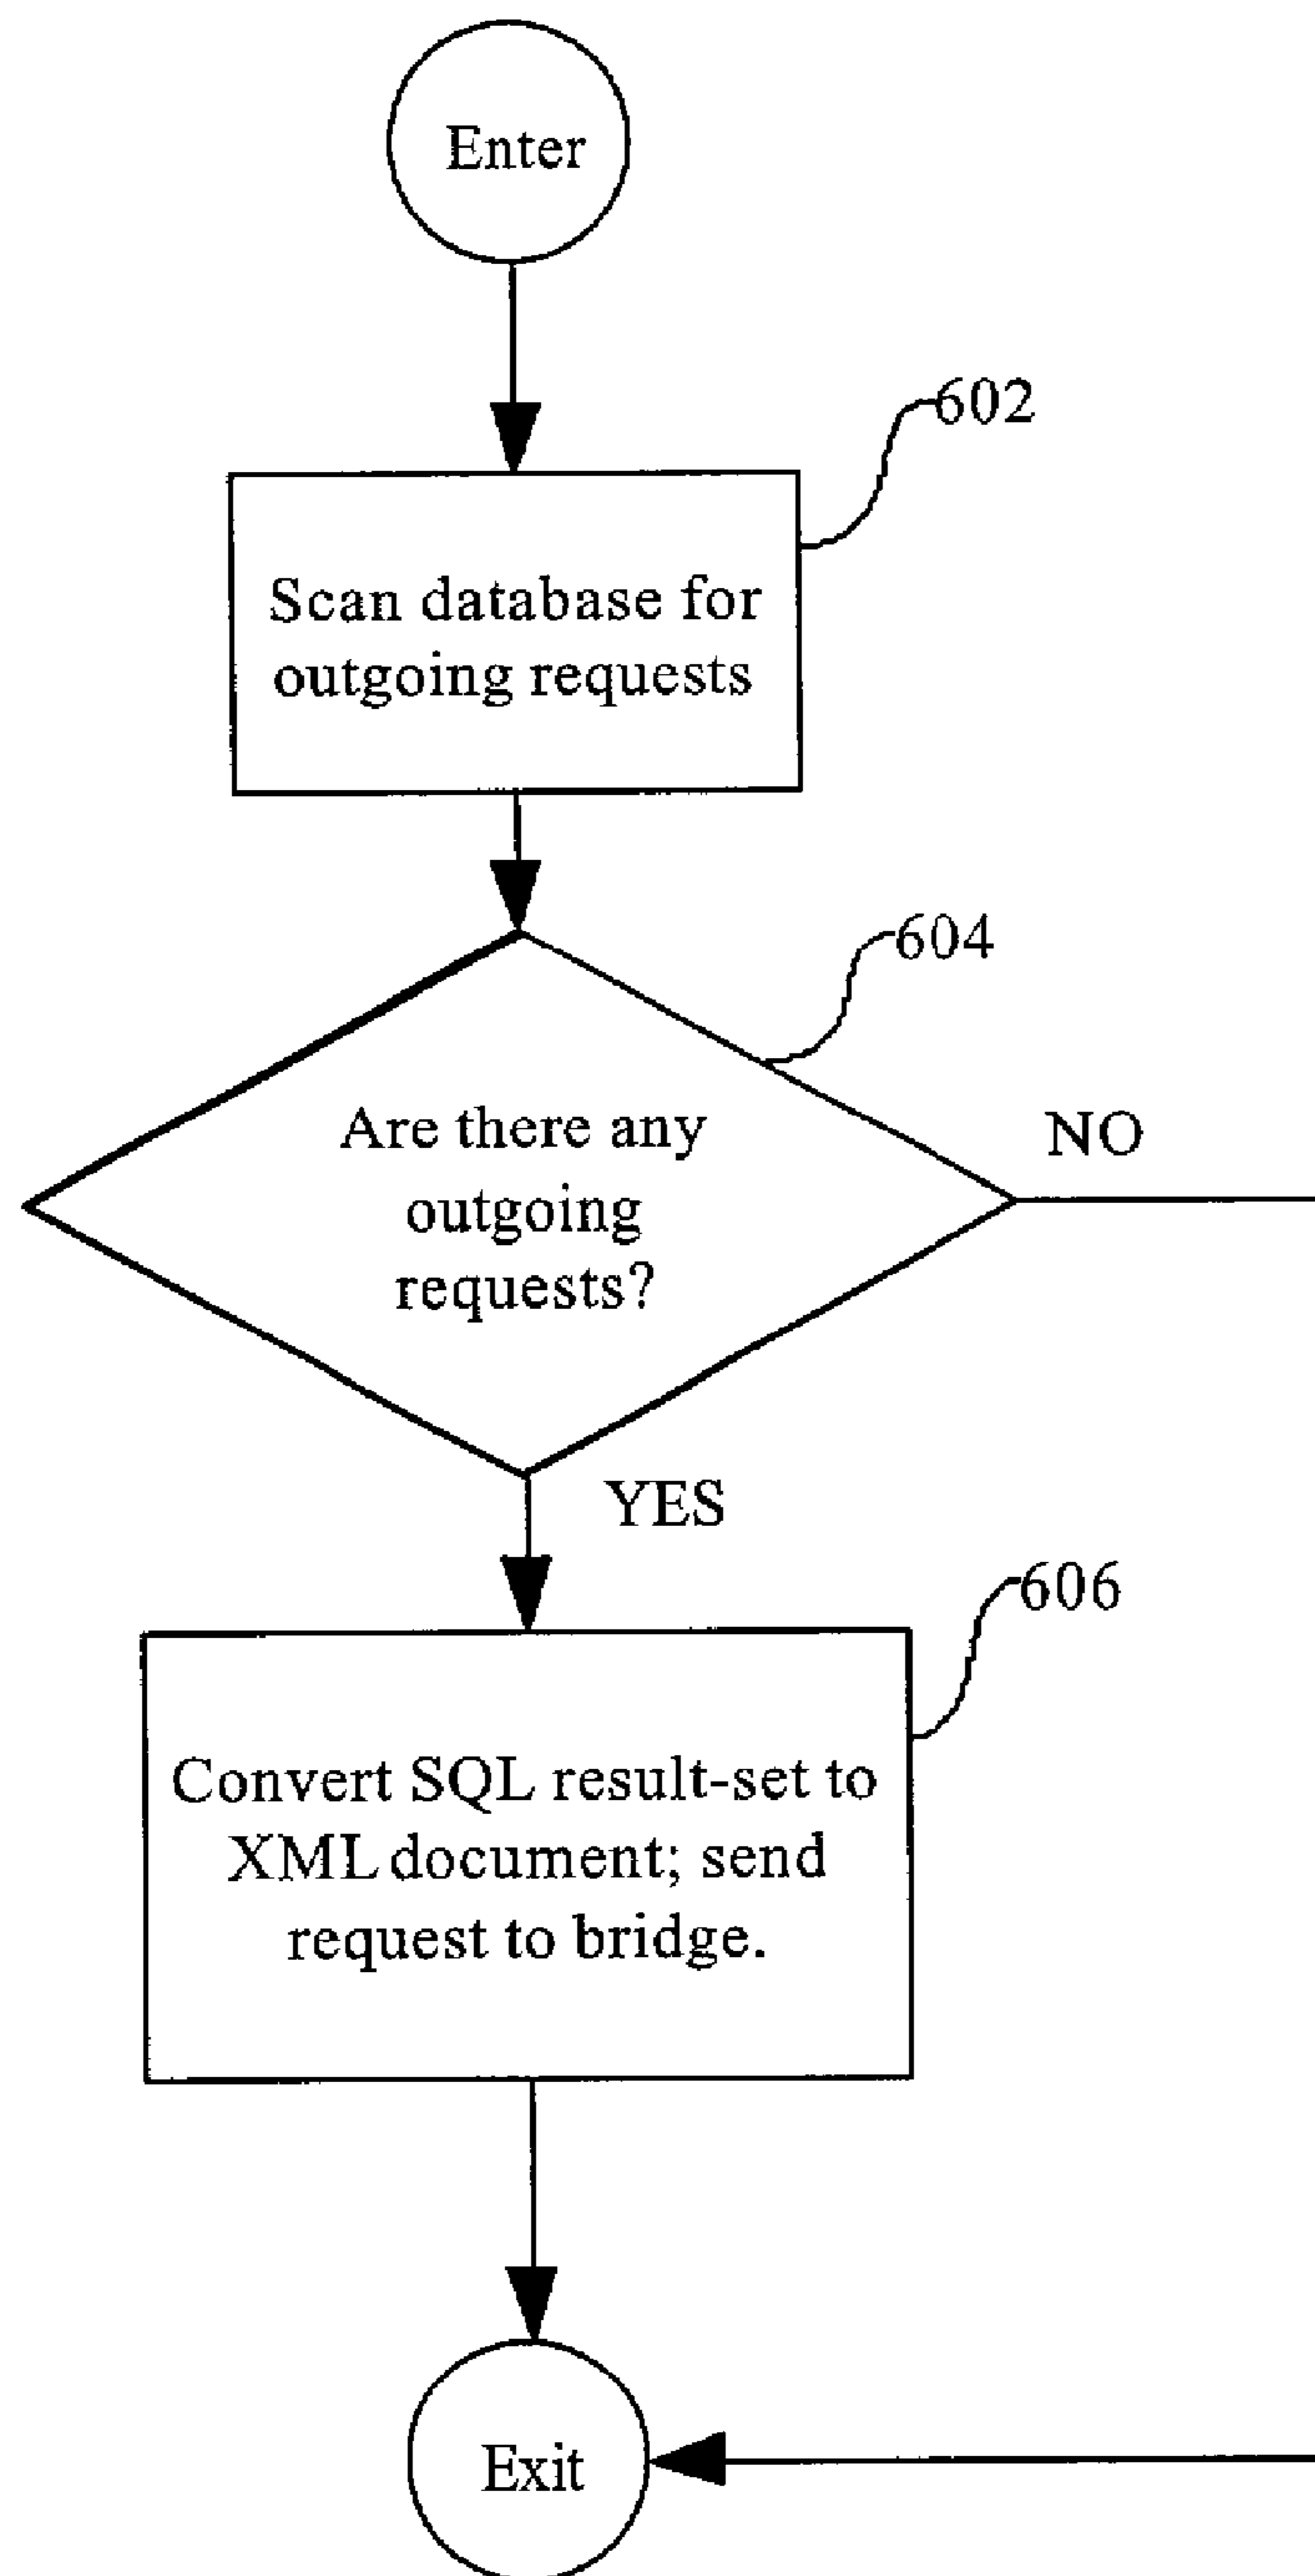 Enter
602
Scan database for
outgoing requests
604
Are there any
outgoing
requests?
NO
YES
606
Convert SQL result-set to
XML document; send
request to bridge.
Exit